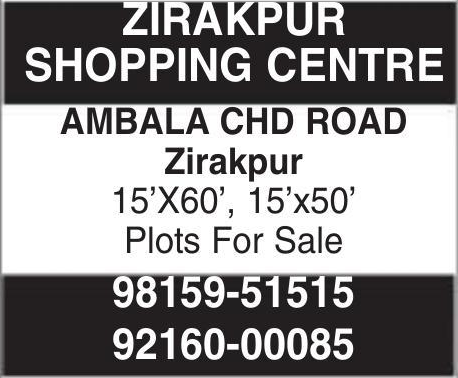 ZIRAKPUR
SHOPPING CENTRE
AMBALA CHD ROAD
Zirakpur
15'X60', 15'x50'
Plots For Sale
98159-51515
92160-00085